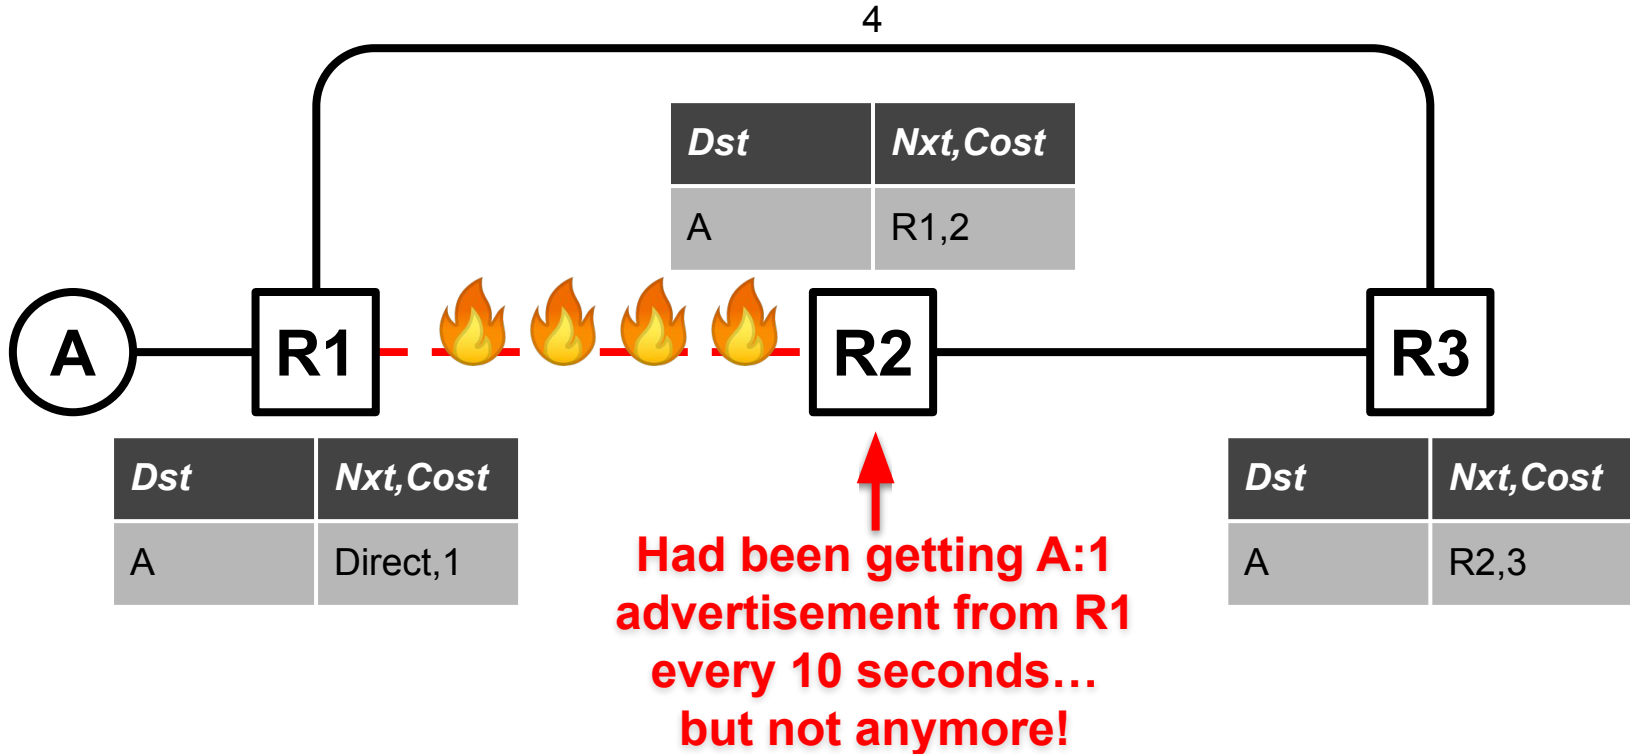 4
Dst Nxt,Cost
A R1,2
A R1 R2 R3
Dst Nxt,Cost
A Direct,1
Had been getting A:1
advertisement from R1
every 10 seconds…
but not anymore!
Dst Nxt,Cost
A R2,3